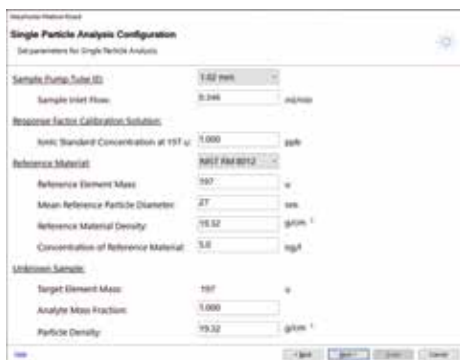 Single Particle Analysis Configuration
Set parameters for Single Particle Analysis.
Sample Pump Tube ID: 1.02 mm
Sample Inlet Flow: 0.346 ml/min
Response Factor Calibration Solution:
Ionic Standard Concentration at 197 u: 1.000 ppb
Reference Material: NIST RM 8012
Reference Element Mass: 197 u
Mean Reference Particle Diameter: 27 nm
Reference Material Density: 19.32 g/cm ³
Concentration of Reference Material: 5.0 ng/l
Unknown Sample:
Target Element Mass: 197 u
Analyte Mass Fraction: 1.000
Particle Density: 19.32 g/cm ³
< Back Next > Cancel